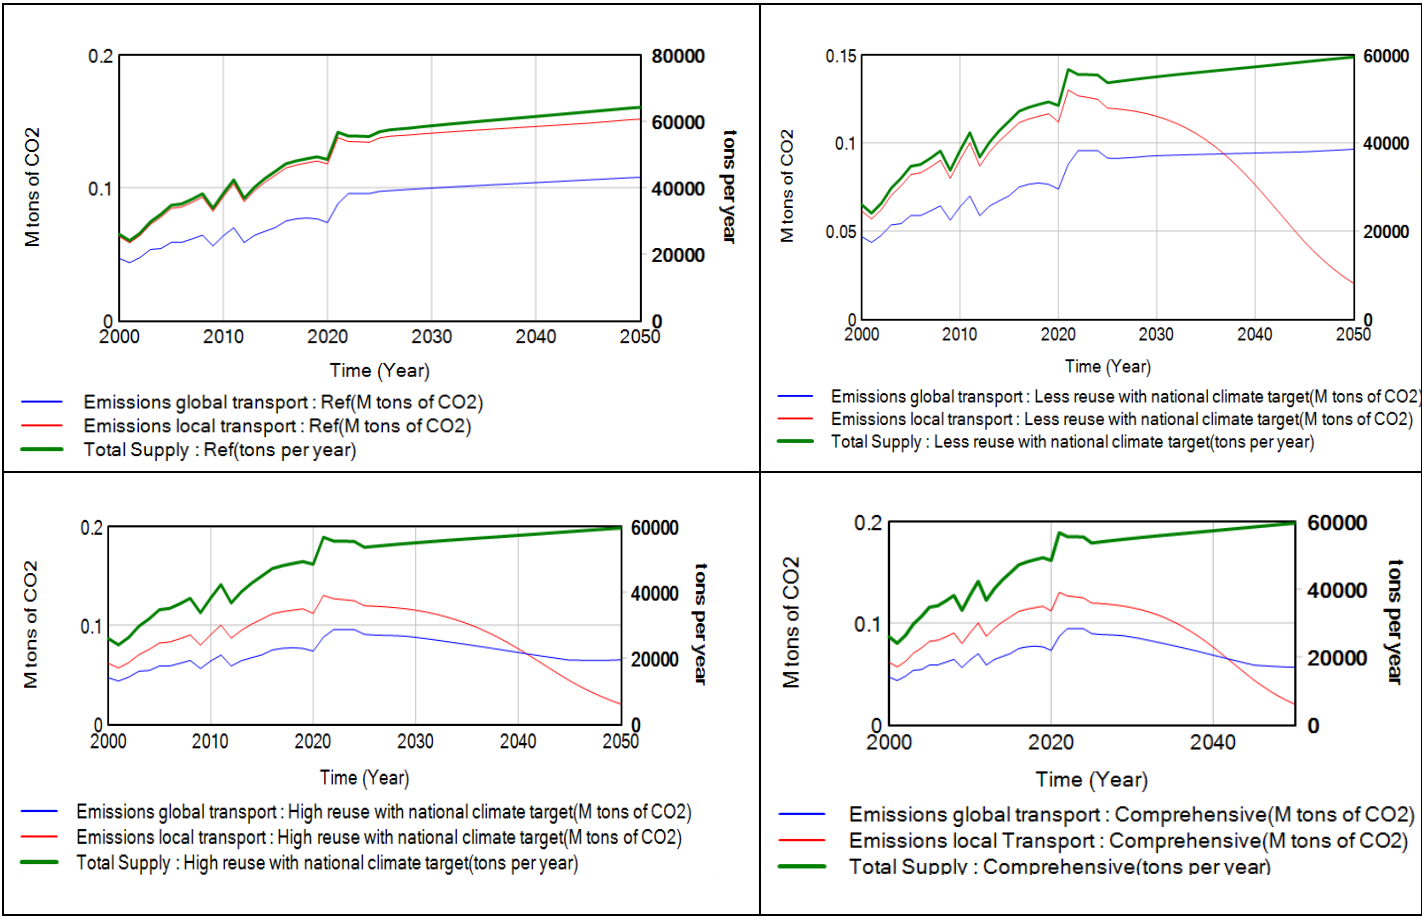 0.2
0.1
0
M tons of CO2
80000
60000
40000
20000
0
tons per year
2000 2010 2020 2030 2040 2050
Time (Year)
Emissions global transport : Ref(M tons of CO2)
Emissions local transport : Ref(M tons of CO2)
Total Supply : Ref(tons per year)
0.15
0.1
0.05
0
M tons of CO2
60000
40000
20000
0
2000 2010 2020 2030 2040 2050
Time (Year)
Emissions global transport : Less reuse with national climate target(M tons of CO2)
Emissions local transport : Less reuse with national climate target(M tons of CO2)
Total Supply : Less reuse with national climate target(tons per year)
0.2
0.1
0
M tons of CO2
60000
40000
20000
0
tons per year
2000 2010 2020 2030 2040 2050
Time (Year)
Emissions global transport : High reuse with national climate target(M tons of CO2)
Emissions local transport : High reuse with national climate target(M tons of CO2)
Total Supply : High reuse with national climate target(tons per year)
0.2
0.1
0
M tons of CO2
60000
40000
20000
0
tons per year
2000 2020 2040
Time (Year)
Emissions global transport : Comprehensive(M tons of CO2)
Emissions local Transport : Comprehensive(M tons of CO2)
Total Supply : Comprehensive(tons per year)